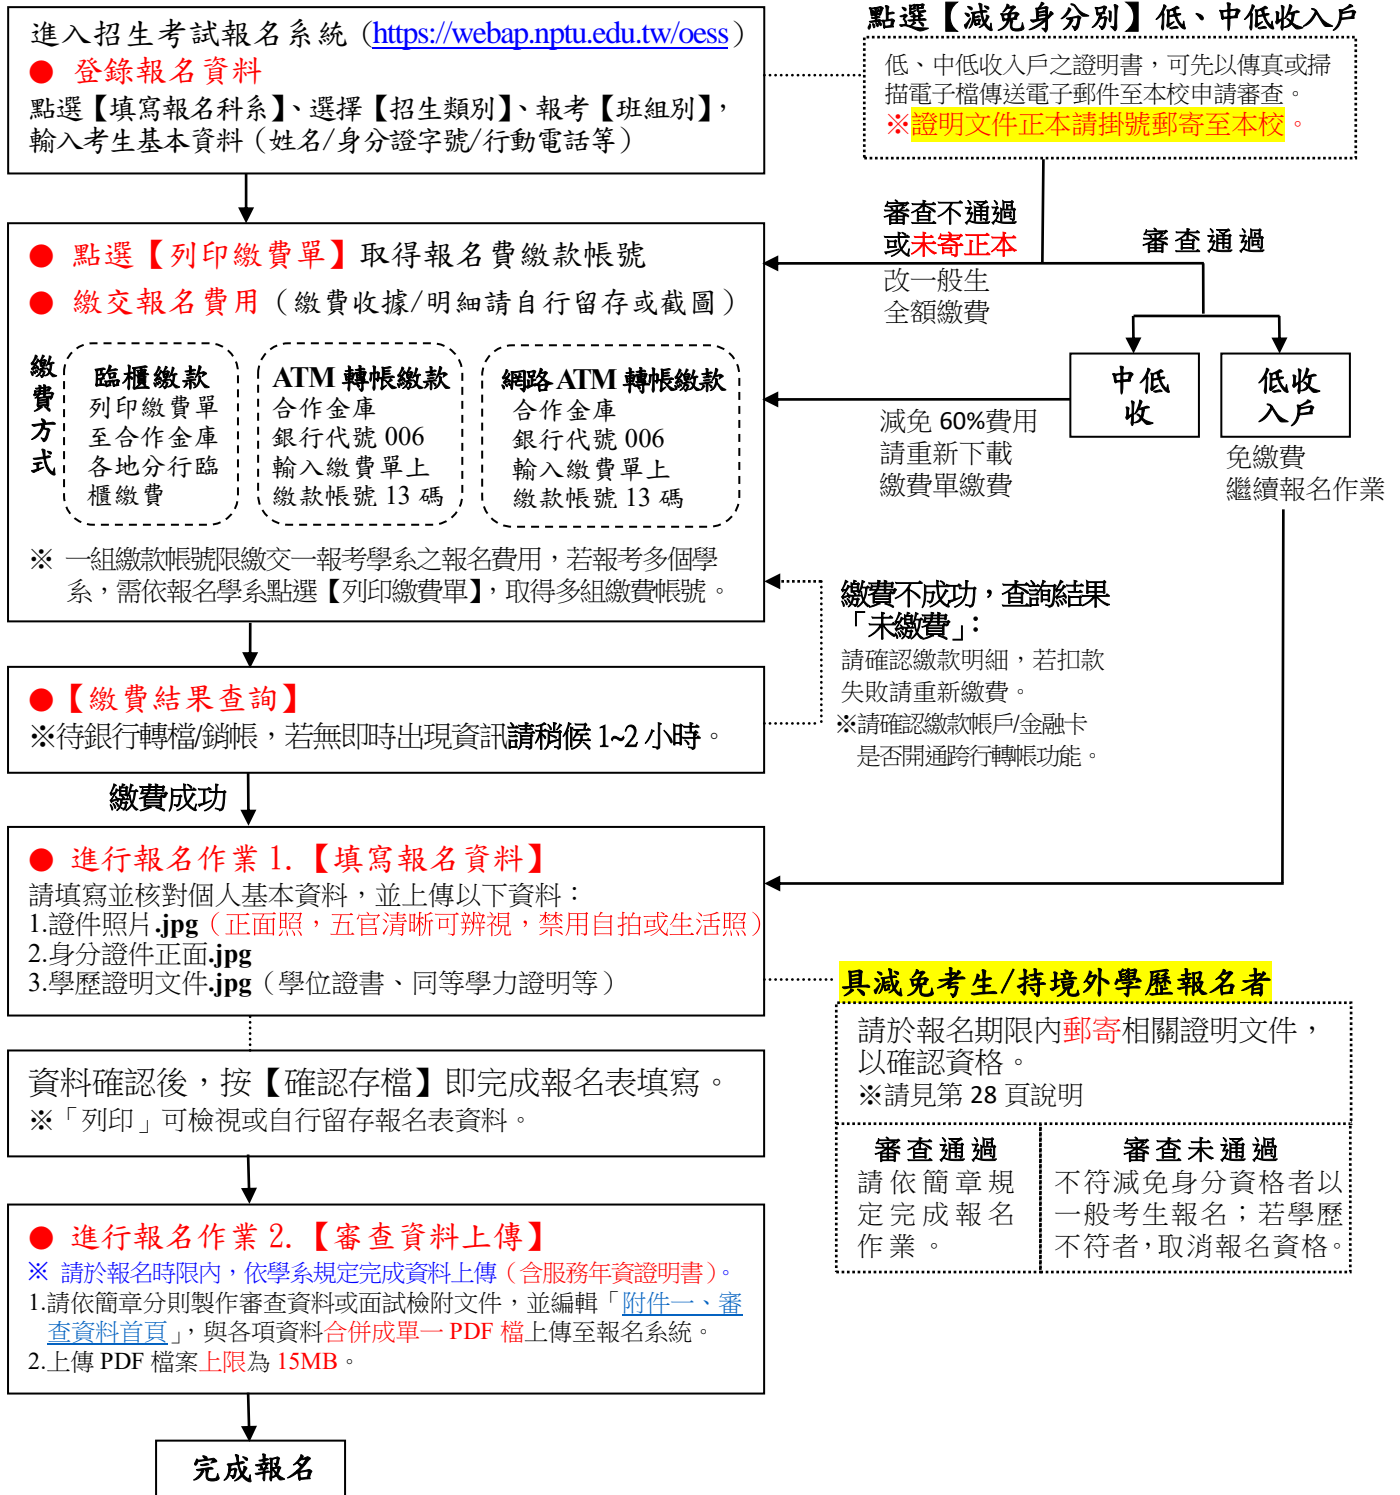 進入招生考試報名系統（https://webap.nptu.edu.tw/oess）
● 登錄報名資料
點選【填寫報名科系】、選擇【招生類別】、報考【班組別】，
輸入考生基本資料（姓名/身分證字號/行動電話等）
點選【減免身分別】低、中低收入戶
低、中低收入戶之證明書，可先以傳真或掃
描電子檔傳送電子郵件至本校申請審查。
※證明文件正本請掛號郵寄至本校。
審查不通過
或未寄正本
改一般生
全額繳費
審查通過
中低
收
低收
入戶
減免 60%費用
請重新下載
繳費單繳費
免繳費
繼續報名作業
● 點選【列印繳費單】取得報名費繳款帳號
● 繳交報名費用（繳費收據/明細請自行留存或截圖）
繳
費
方
式
臨櫃繳款
列印繳費單
至合作金庫
各地分行臨
櫃繳費
ATM 轉帳繳款
合作金庫
銀行代號 006
輸入繳費單上
繳款帳號 13 碼
網路 ATM 轉帳繳款
合作金庫
銀行代號 006
輸入繳費單上
繳款帳號 13 碼
※ 一組繳款帳號限繳交一報考學系之報名費用，若報考多個學
系，需依報名學系點選【列印繳費單】，取得多組繳費帳號。
繳費不成功，查詢結果
「未繳費」：
請確認繳款明細，若扣款
失敗請重新繳費。
※請確認繳款帳戶/金融卡
是否開通跨行轉帳功能。
●【繳費結果查詢】
※待銀行轉檔/銷帳，若無即時出現資訊請稍候 1~2 小時。
繳費成功
● 進行報名作業 1.【填寫報名資料】
請填寫並核對個人基本資料，並上傳以下資料：
1.證件照片.jpg（正面照，五官清晰可辨視，禁用自拍或生活照）
2.身分證件正面.jpg
3.學歷證明文件.jpg（學位證書、同等學力證明等）
具減免考生/持境外學歷報名者
請於報名期限內郵寄相關證明文件，
以確認資格。
※請見第 28 頁說明
審查通過
請依簡章規
定完成報名
作業。
審查未通過
不符減免身分資格者以
一般考生報名；若學歷
不符者，取消報名資格。
資料確認後，按【確認存檔】即完成報名表填寫。
※「列印」可檢視或自行留存報名表資料。
● 進行報名作業 2.【審查資料上傳】
※ 請於報名時限內，依學系規定完成資料上傳（含服務年資證明書）。
1.請依簡章分則製作審查資料或面試檢附文件，並編輯「附件一、審
查資料首頁」，與各項資料合併成單一 PDF 檔上傳至報名系統。
2.上傳 PDF 檔案上限為 15MB。
完成報名